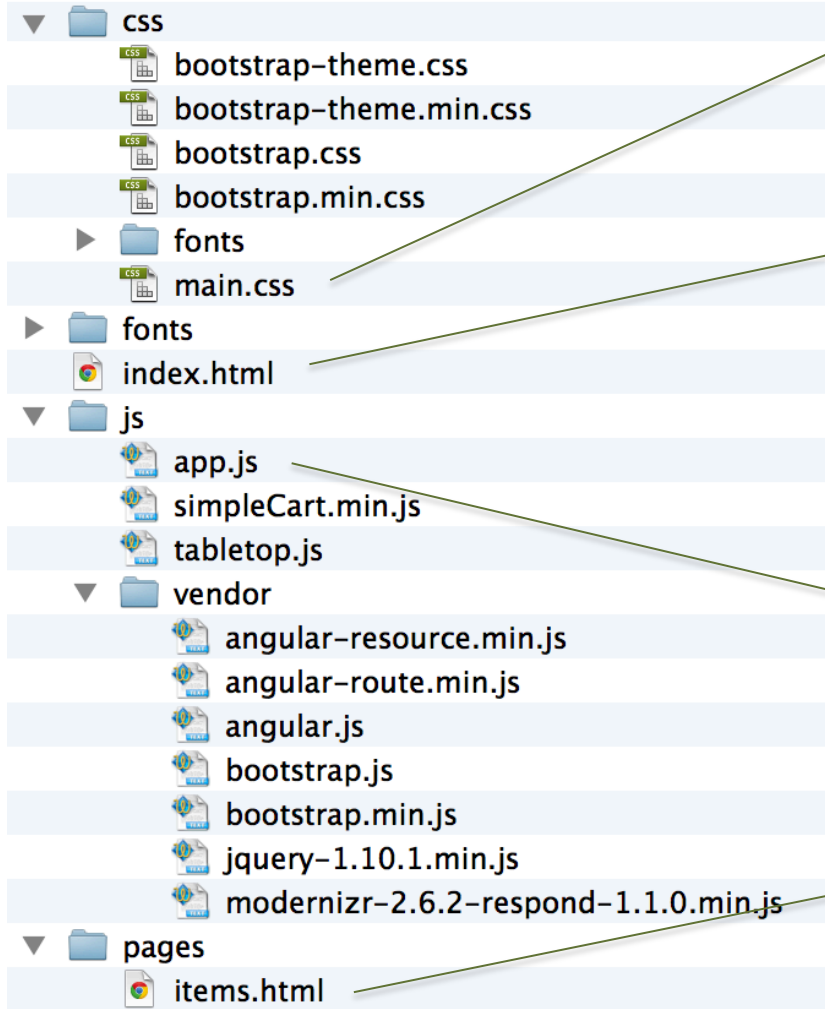 css
bootstrap-theme.css
bootstrap-theme.min.css
bootstrap.css
bootstrap.min.css
fonts
main.css
fonts
index.html
js
app.js
simpleCart.min.js
tabletop.js
vendor
angular-resource.min.js
angular-route.min.js
angular.js
bootstrap.js
bootstrap.min.js
jquery-1.10.1.min.js
modernizr-2.6.2-respond-1.1.0.min.js
pages
items.html